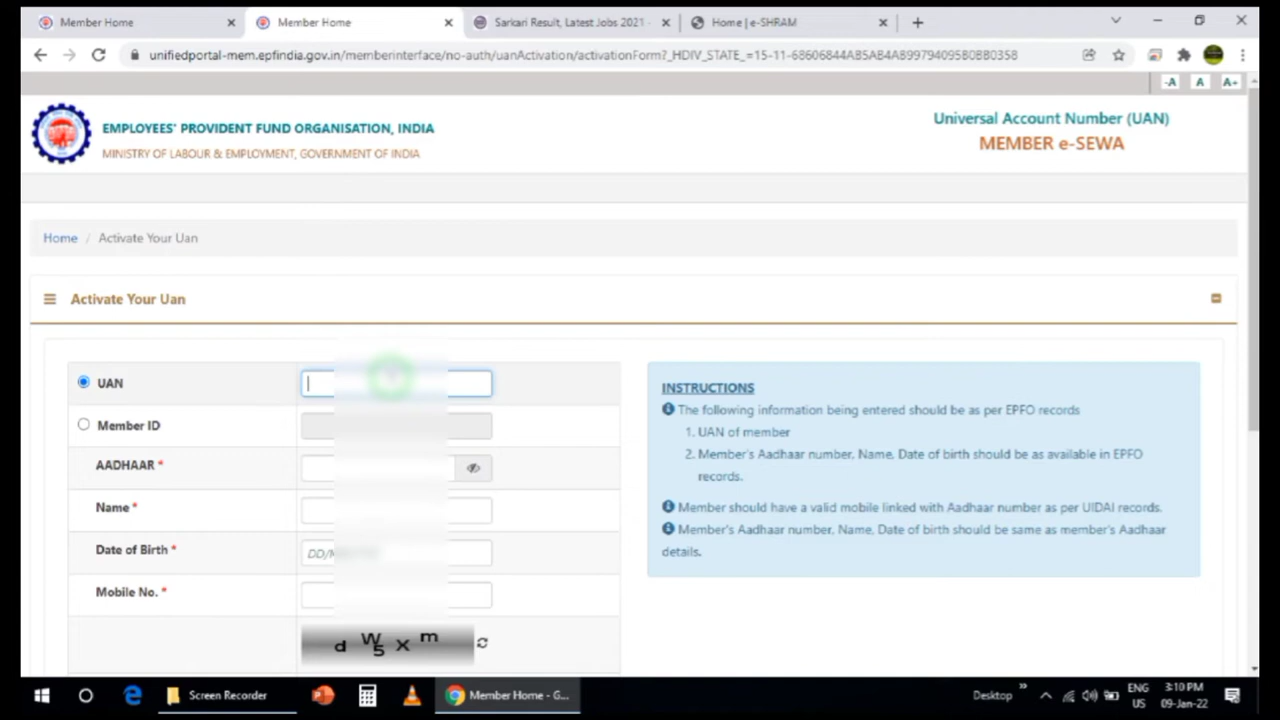 Member Home
Member Home
Sarkari Result, Latest Jobs 2021 -
Home | e-SHRAM
unifiedportal-mem.epfindia.gov.in/memberinterface/no-auth/uanActivation/activationForm?_HDIV_STATE_=15-11-68606844AB5AB4AB99794095B0BB0358
-A A A+
EMPLOYEES' PROVIDENT FUND ORGANISATION, INDIA
MINISTRY OF LABOUR & EMPLOYMENT, GOVERNMENT OF INDIA
Universal Account Number (UAN)
MEMBER e-SEWA
Home / Activate Your Uan
Activate Your Uan
UAN
Member ID
AADHAAR *
Name *
Date of Birth *
DD/
Mobile No. *
d W 5 x m
INSTRUCTIONS
The following information being entered should be as per EPFO records
1. UAN of member
2. Member's Aadhaar number, Name, Date of birth should be as available in EPFO
records.
Member should have a valid mobile linked with Aadhaar number as per UIDAI records.
Member's Aadhaar number, Name, Date of birth should be same as member's Aadhaar
details.
Screen Recorder
Member Home - G...
Desktop
ENG
US
3:10 PM
09-Jan-22